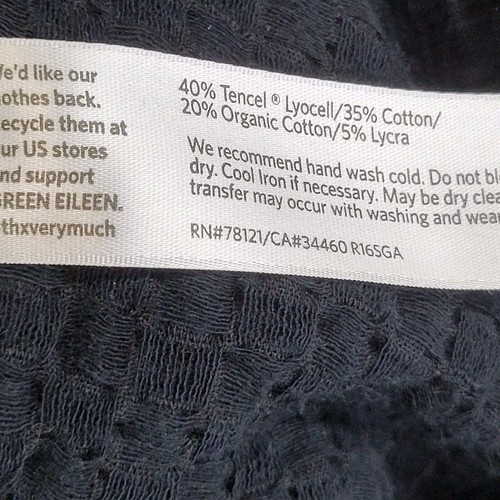 e'd like our
othes back.
ecycle them at
ur US stores
nd support
GREEN EILEEN.
thxverymuch
40% Tencel ® Lyocell/35% Cotton/
20% Organic Cotton/5% Lycra
We recommend hand wash cold. Do not bl
dry. Cool Iron if necessary. May be dry clea
transfer may occur with washing and wea
RN#78121/CA#34460 R16SGA